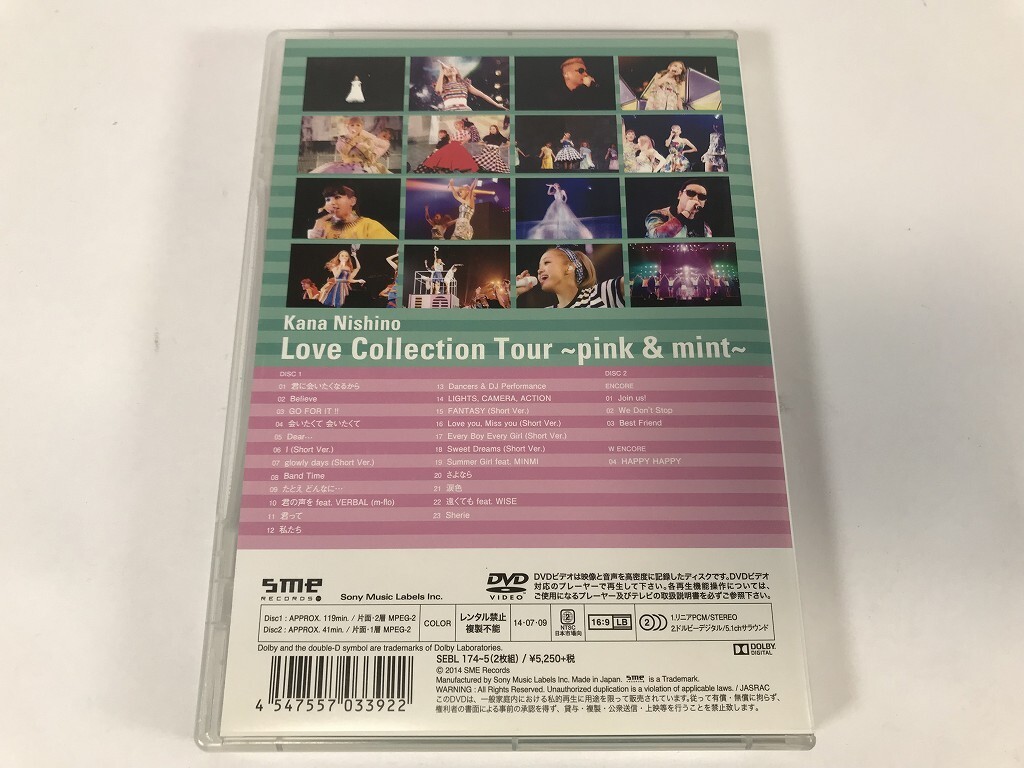 Kana Nishino
Love Collection Tour ~pink & mint~
DISC 1
01 君に会いたくなるから
02 Believe
03 GO FOR IT !!
04 会いたくて 会いたくて
05 Dear…
06 I (Short Ver.)
07 glowly days (Short Ver.)
08 Band Time
09 たとえ どんなに…
10 君の声を feat. VERBAL (m-flo)
11 言って
12 私たち
13 Dancers & DJ Performance
14 LIGHTS, CAMERA, ACTION
15 FANTASY (Short Ver.)
16 Love you, Miss you (Short Ver.)
17 Every Boy Every Girl (Short Ver.)
18 Sweet Dreams (Short Ver.)
19 Summer Girl feat. MINMI
20 さよなら
21 涙色
22 遠くても feat. WISE
23 Sherie
DISC 2
ENCORE
01 Join us!
02 We Don't Stop
03 Best Friend
W ENCORE
04 HAPPY HAPPY
sme
RECORDS
Sony Music Labels Inc.
DVD
VIDEO
DVDビデオは映像と音声を高密度に記録したディスクです。DVDビデオ
対応のプレーヤーで再生して下さい。各再生機能操作については、
ご使用になるプレーヤー及びテレビの取扱説明書を必ずご参照下さい。
Disc1 : APPROX. 119min. / 片面・2層 MPEG-2
Disc2 : APPROX. 41min. / 片面・1層 MPEG-2
COLOR
レンタル禁止
複製不能
14・07・09
2
NTSC
日本市場向
16:9 LB
2
1.リニアPCM/STEREO
2.ドルビーデジタル/5.1chサラウンド
Dolby and the double-D symbol are trademarks of Dolby Laboratories.
DOLBY
DIGITAL
SEBL 174~5(2枚組) / ¥5,250+税
© 2014 SME Records
Manufactured by Sony Music Labels Inc. Made in Japan. sme is a Trademark.
WARNING : All Rights Reserved. Unauthorized duplication is a violation of applicable laws. / JASRAC
このDVDは、一般家庭内における私的再生に用途を限って販売されています。従って有償・無償に拘らず、
権利者の書面による事前の承認を得ず、貸与・複製・公衆送信・上映等を行うことを禁止致します。
4 547557 033922